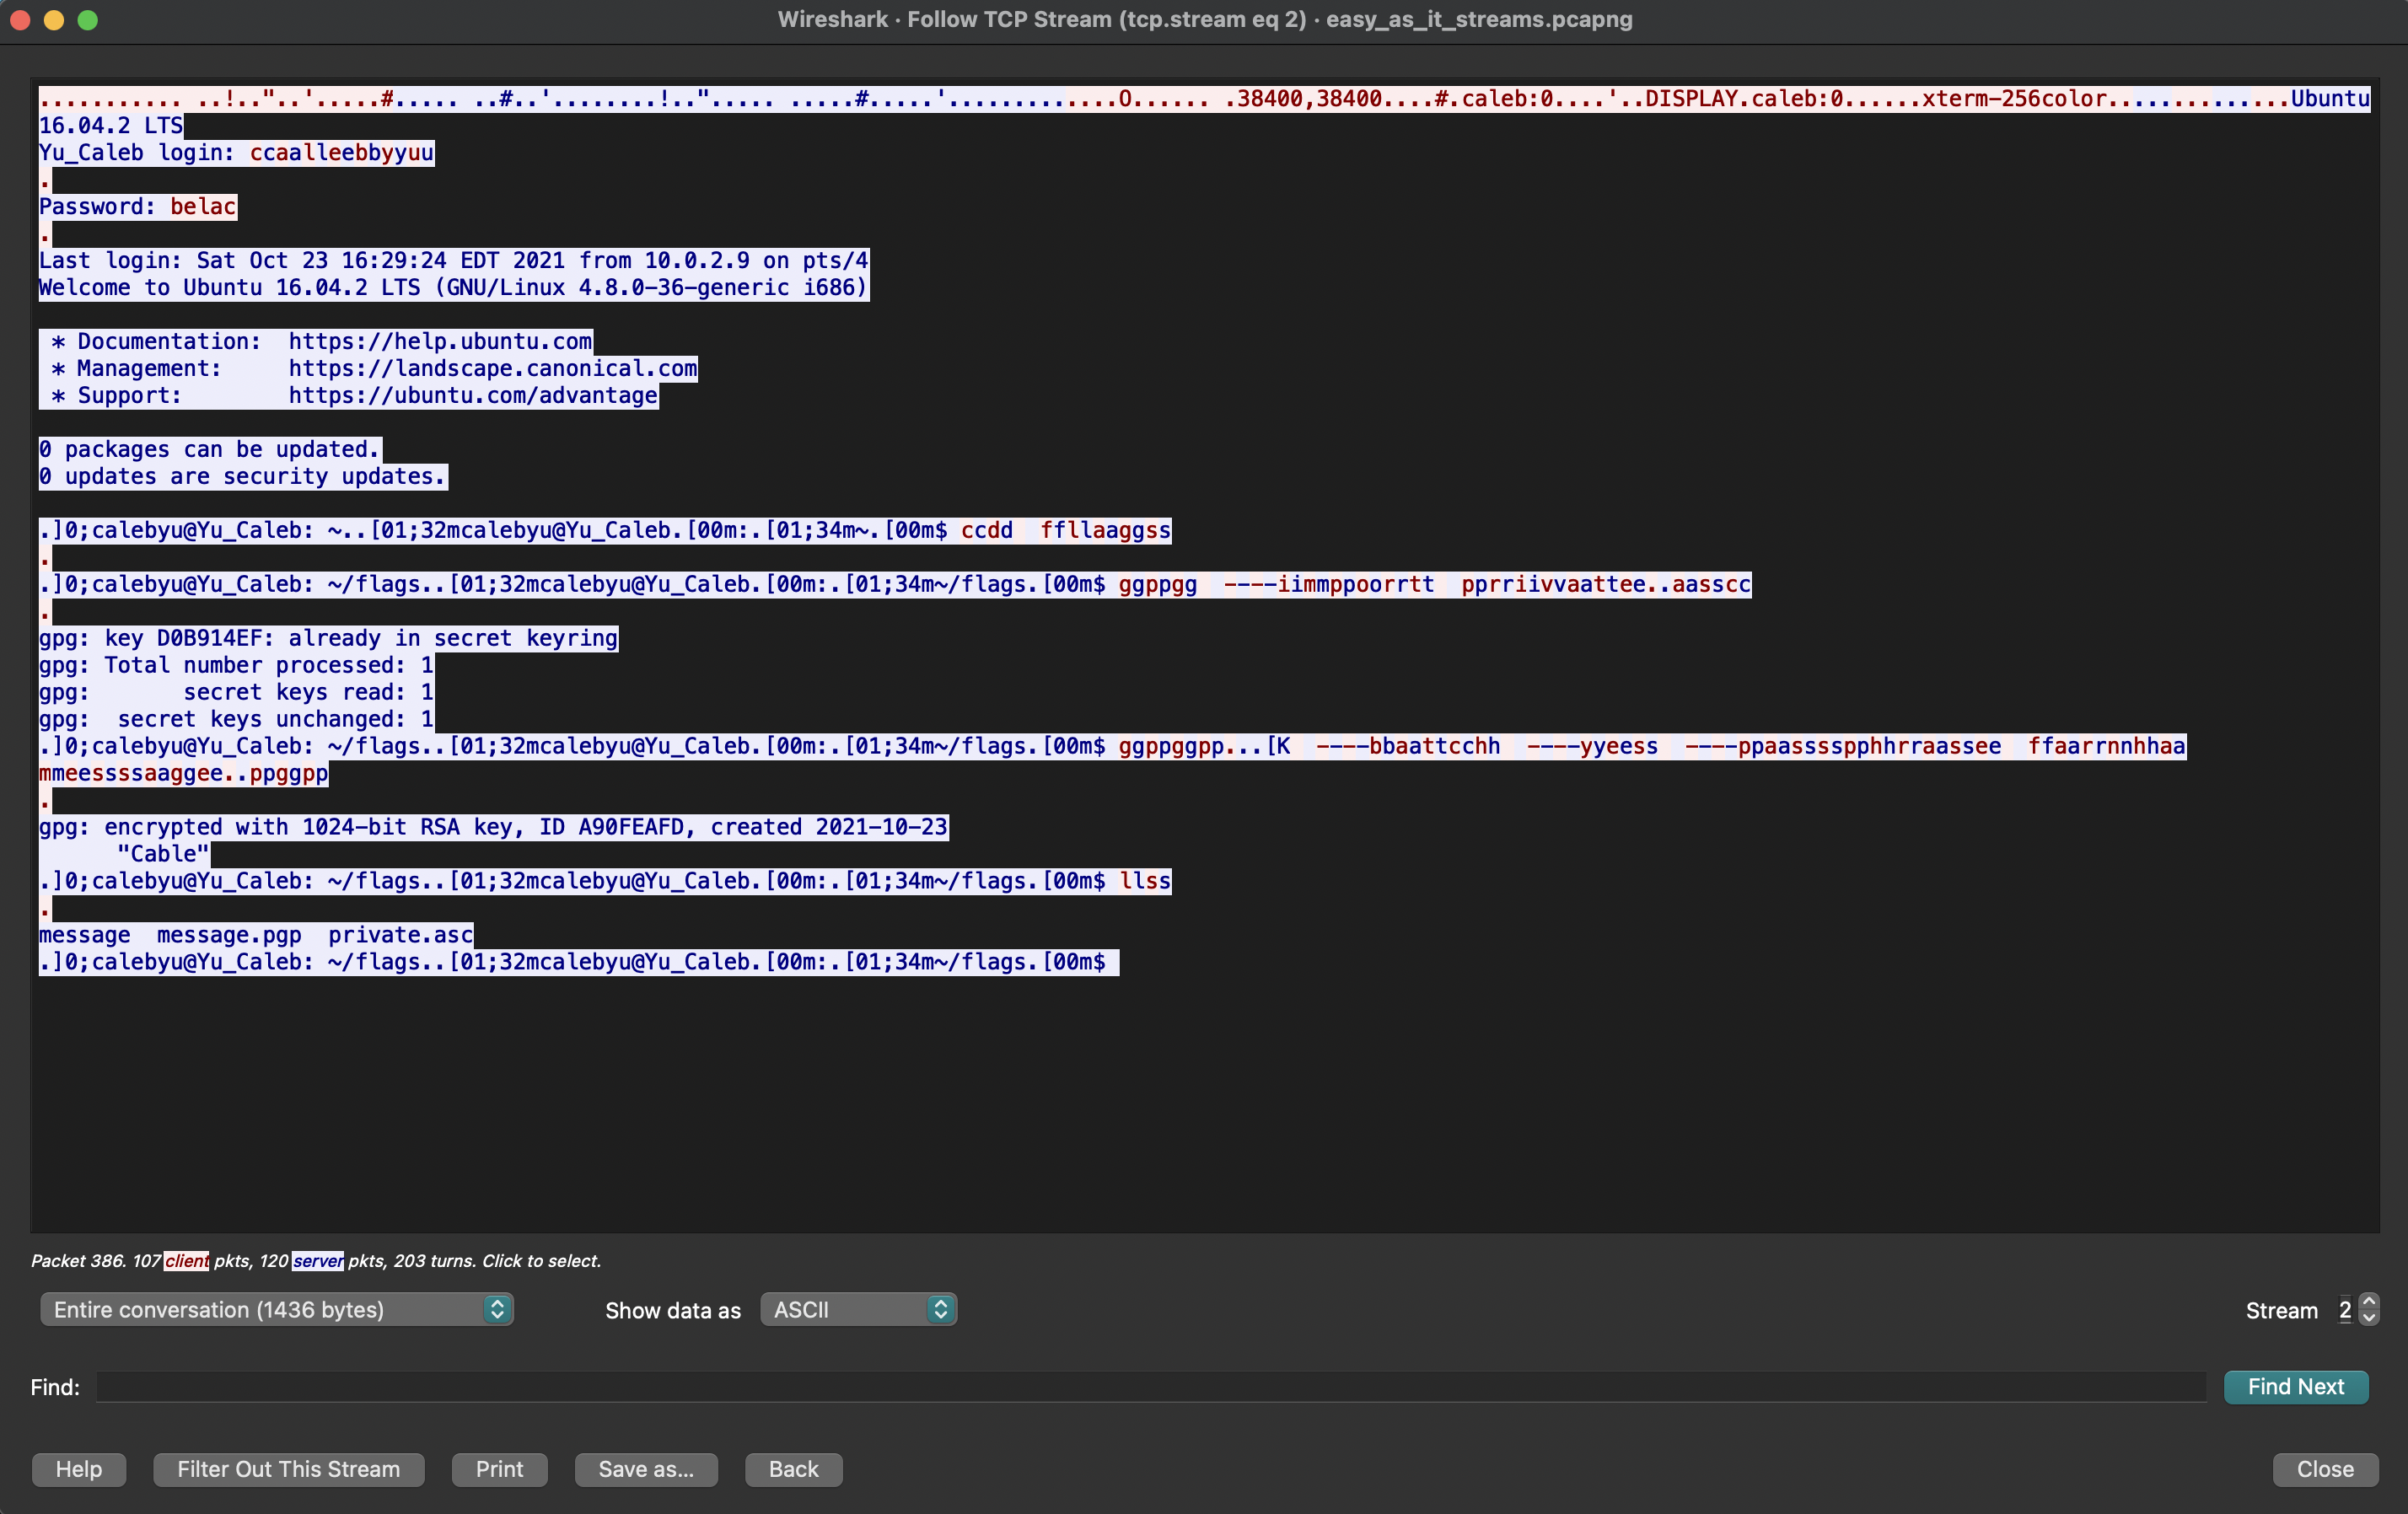 Wireshark · Follow TCP Stream (tcp.stream eq 2) · easy_as_it_streams.pcapng
........... ..!.."..'.....#..... ..#..'........!.."..... .....#.....'.............O...... .38400,38400....#.caleb:0....'..DISPLAY.caleb:0......xterm-256color..............Ubuntu
16.04.2 LTS
Yu_Caleb login: ccaalleebbyyuu
.
Password: belac
.
Last login: Sat Oct 23 16:29:24 EDT 2021 from 10.0.2.9 on pts/4
Welcome to Ubuntu 16.04.2 LTS (GNU/Linux 4.8.0-36-generic i686)
 * Documentation:  https://help.ubuntu.com
 * Management:     https://landscape.canonical.com
 * Support:        https://ubuntu.com/advantage
0 packages can be updated.
0 updates are security updates.
.]0;calebyu@Yu_Caleb: ~..[01;32mcalebyu@Yu_Caleb.[00m:.[01;34m~.[00m$ ccdd  ffllaaggss
.
.]0;calebyu@Yu_Caleb: ~/flags..[01;32mcalebyu@Yu_Caleb.[00m:.[01;34m~/flags.[00m$ ggppgg  ----iimmppoorrtt  pprriivvaattee..aasscc
.
gpg: key D0B914EF: already in secret keyring
gpg: Total number processed: 1
gpg:       secret keys read: 1
gpg:  secret keys unchanged: 1
.]0;calebyu@Yu_Caleb: ~/flags..[01;32mcalebyu@Yu_Caleb.[00m:.[01;34m~/flags.[00m$ ggppggpp...[K  ----bbaattcchh  ----yyeess  ----ppaasssspphhrraassee  ffaarrnnhhaa
mmeessssaaggee..ppggpp
.
gpg: encrypted with 1024-bit RSA key, ID A90FEAFD, created 2021-10-23
      "Cable"
.]0;calebyu@Yu_Caleb: ~/flags..[01;32mcalebyu@Yu_Caleb.[00m:.[01;34m~/flags.[00m$ llss
.
message  message.pgp  private.asc
.]0;calebyu@Yu_Caleb: ~/flags..[01;32mcalebyu@Yu_Caleb.[00m:.[01;34m~/flags.[00m$
Packet 386. 107 client pkts, 120 server pkts, 203 turns. Click to select.
Entire conversation (1436 bytes) Show data as ASCII Stream 2
Find: Find Next
Help Filter Out This Stream Print Save as... Back Close